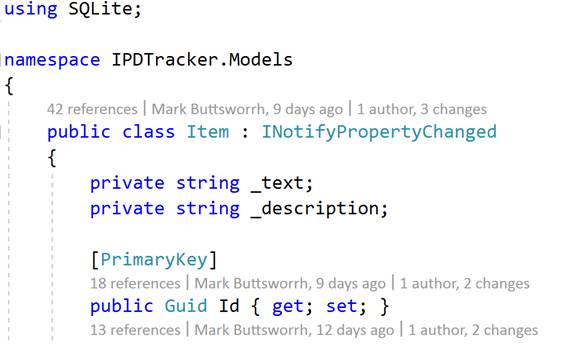 using SQLite;
namespace IPDTracker.Models
{
42 references | Mark Buttsworrh, 9 days ago | 1 author, 3 changes
public class Item : INotifyPropertyChanged
{
private string _text;
private string _description;
[PrimaryKey]
18 references | Mark Buttsworrh, 9 days ago | 1 author, 2 changes
public Guid Id { get; set; }
13 references | Mark Buttsworrh, 12 days ago | 1 author, 2 changes